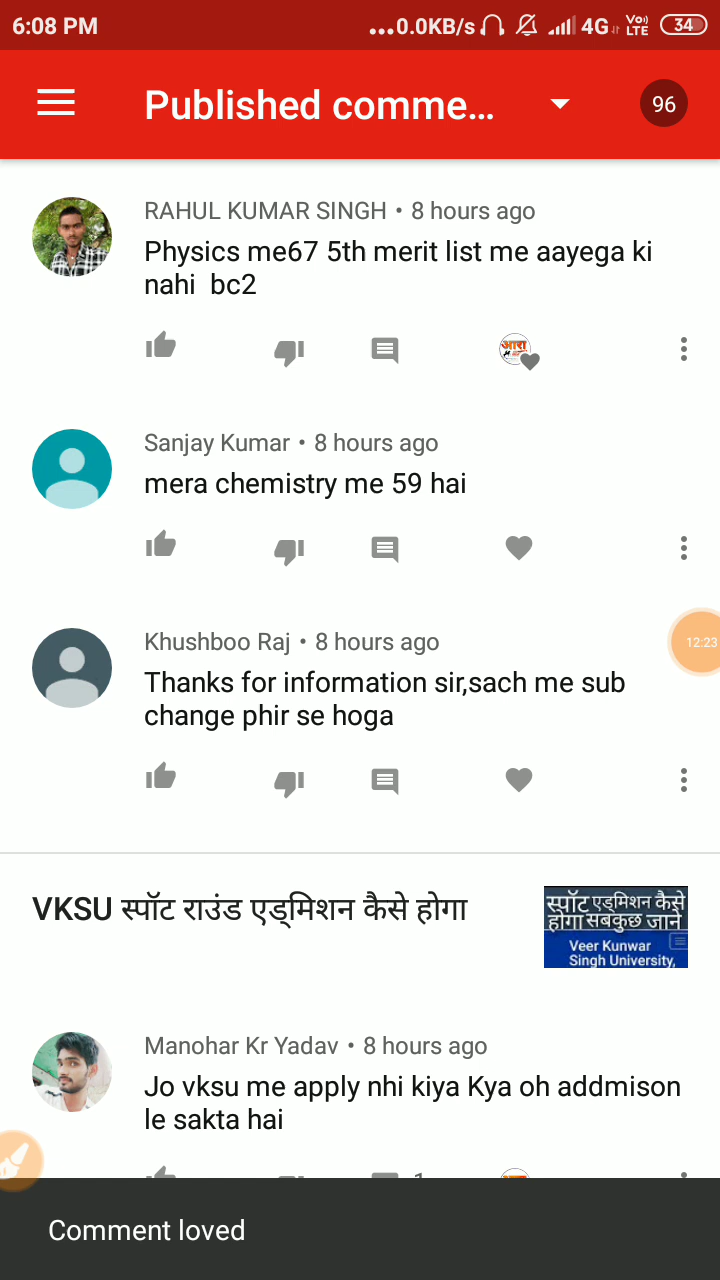 6:08 PM
...0.0KB/s 4G Vo) LTE 34
Published comme...
96
RAHUL KUMAR SINGH • 8 hours ago
Physics me67 5th merit list me aayega ki
nahi bc2
आरा
Sanjay Kumar • 8 hours ago
mera chemistry me 59 hai
Khushboo Raj • 8 hours ago
12:23
Thanks for information sir,sach me sub
change phir se hoga
VKSU स्पॉट राउंड एड्मिशन कैसे होगा
स्पॉट एड्मिशन कैसे
होगा सबकुछ जाने
Veer Kunwar
Singh University,
Manohar Kr Yadav • 8 hours ago
Jo vksu me apply nhi kiya Kya oh addmison
le sakta hai
1
Comment loved